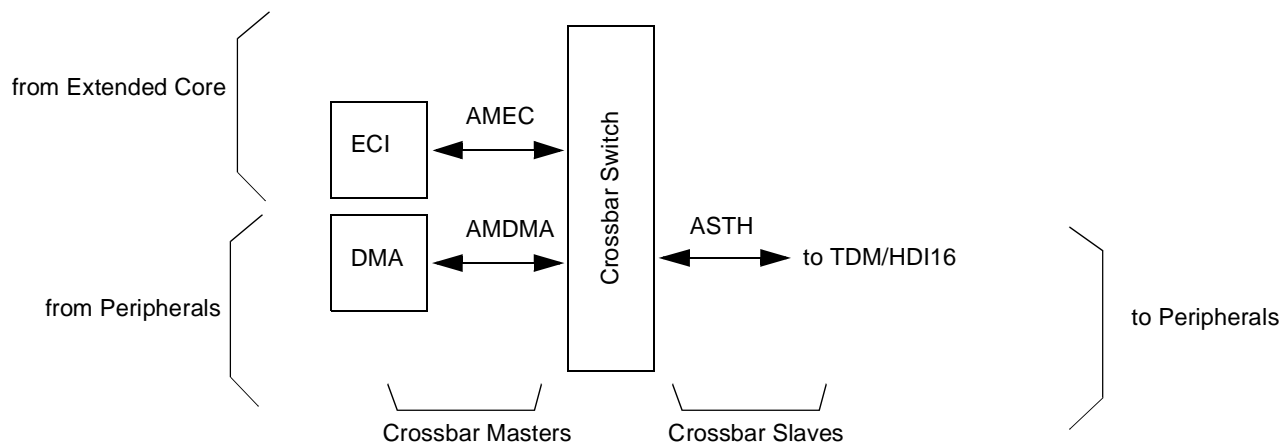 from Extended Core
ECI
AMEC
Crossbar Switch
DMA
AMDMA
ASTH
to TDM/HDI16
from Peripherals
to Peripherals
Crossbar Masters
Crossbar Slaves